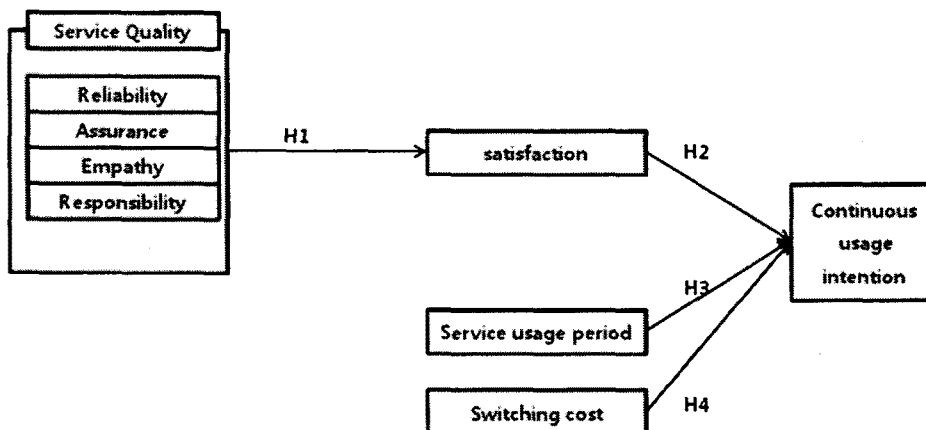 Service Quality
Reliability
Assurance
Empathy
Responsibility
H1
satisfaction
H2
Continuous
usage
intention
H3
Service usage period
Switching cost
H4